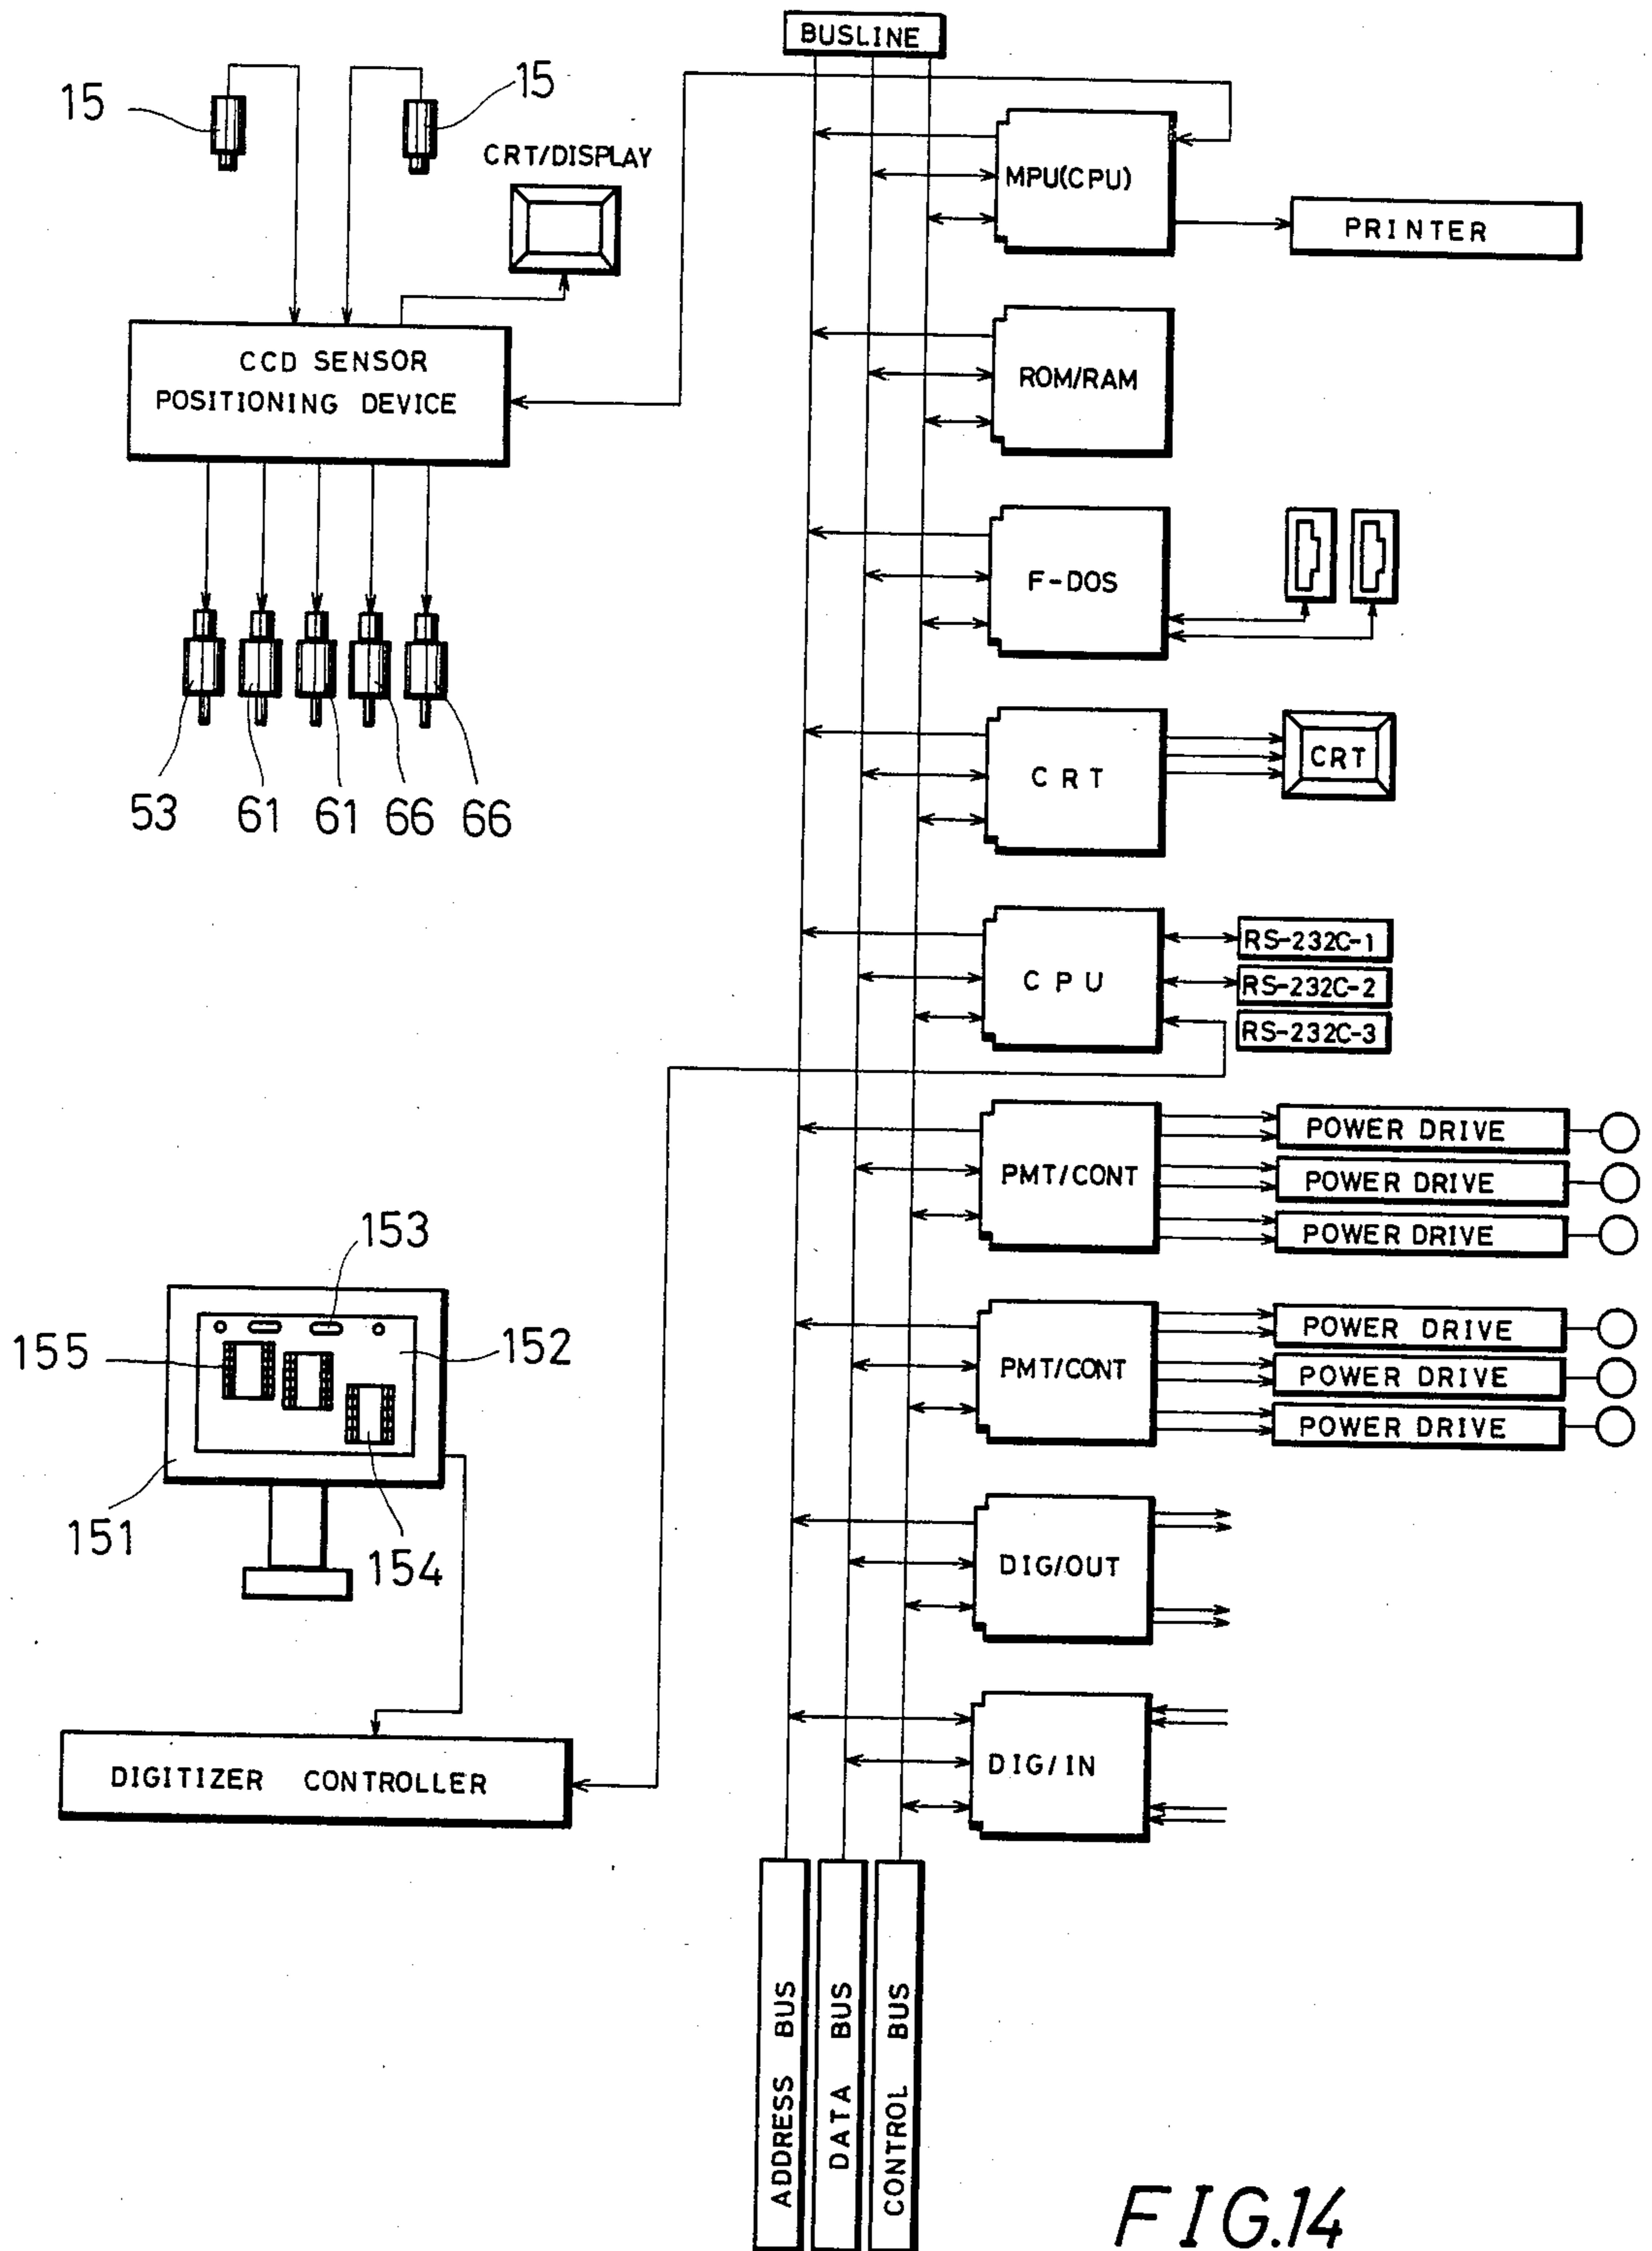 BUSLINE
15
15
CRT/DISPLAY
MPU(CPU)
PRINTER
CCD SENSOR
POSITIONING DEVICE
ROM/RAM
F-DOS
53
61
61
66
66
CRT
CRT
CPU
RS-232C-1
RS-232C-2
RS-232C-3
PMT/CONT
POWER DRIVE
POWER DRIVE
POWER DRIVE
153
155
152
151
154
PMT/CONT
POWER DRIVE
POWER DRIVE
POWER DRIVE
DIG/OUT
DIGITIZER CONTROLLER
DIG/IN
ADDRESS BUS
DATA BUS
CONTROL BUS
FIG.14